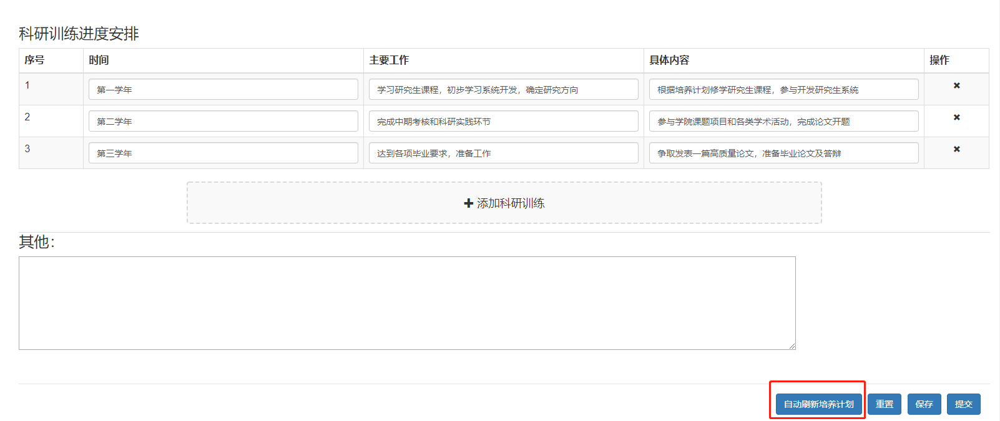 科研训练进度安排
序号 时间 主要工作 具体内容 操作
1 第一学年 学习研究生课程，初步学习系统开发，确定研究方向 根据培养计划修学研究生课程，参与开发研究生系统
2 第二学年 完成中期考核和科研实践环节 参与学院课题项目和各类学术活动，完成论文开题
3 第三学年 达到各项毕业要求，准备工作 争取发表一篇高质量论文，准备毕业论文及答辩
添加科研训练
其他：
自动刷新培养计划 重置 保存 提交